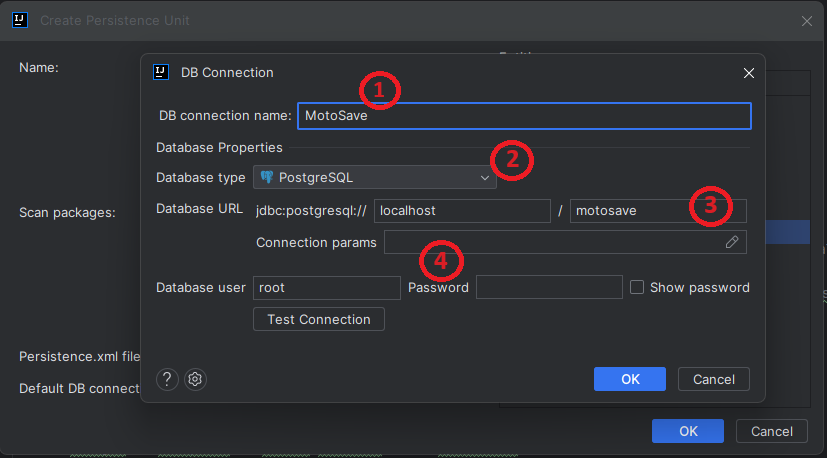 Create Persistence Unit
Name:
DB Connection
1
DB connection name: MotoSave
Database Properties
2
Database type PostgreSQL
Scan packages:
Database URL jdbc:postgresql:// localhost / motosave
3
Connection params
4
Database user root Password Show password
Test Connection
Persistence.xml file
Default DB connect
? OK Cancel
OK Cancel